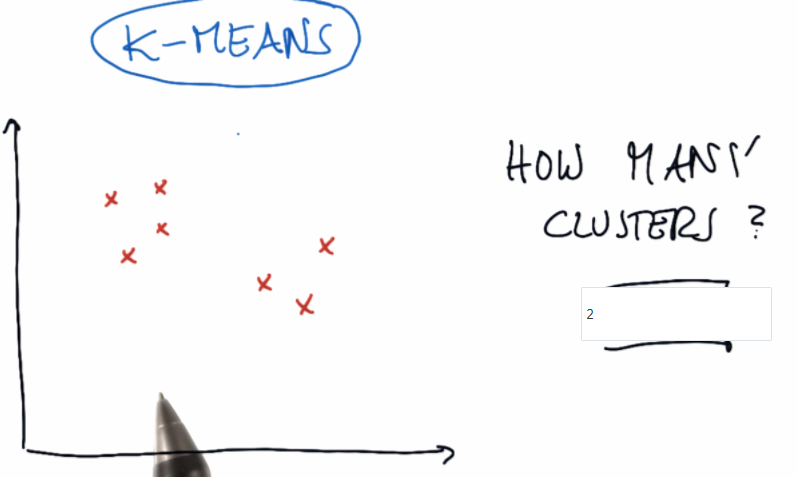 K-MEANS
HOW MANY
CLUSTERS ?
2